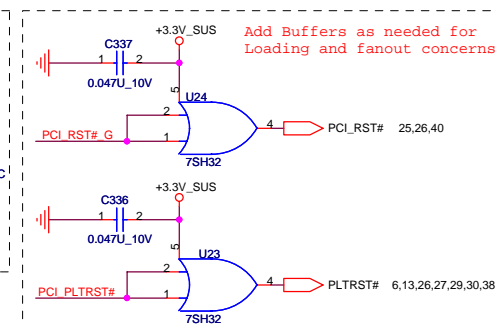 +3.3V_SUS
Add Buffers as needed for
Loading and fanout concerns
C337
1 2
0.047U_10V
5
U24
2
PCI_RST#_G
1
4
PCI_RST# 25,26,40
7SH32
C
+3.3V_SUS
C336
1 2
0.047U_10V
5
U23
2
PCI_PLTRST#
1
4
PLTRST# 6,13,26,27,29,30,38
7SH32